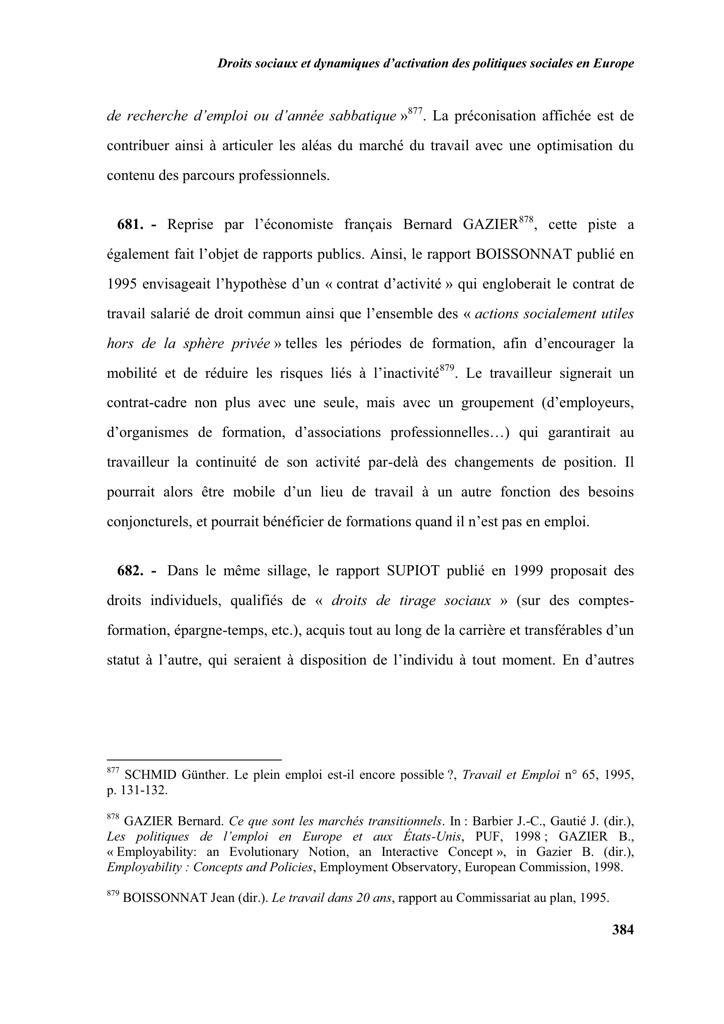 Droits sociaux et dynamiques d’activation des politiques sociales en Europe
de recherche d’emploi ou d’année sabbatique »877. La préconisation affichée est de
contribuer ainsi à articuler les aléas du marché du travail avec une optimisation du
contenu des parcours professionnels.
681. - Reprise par l’économiste français Bernard GAZIER878, cette piste a
également fait l’objet de rapports publics. Ainsi, le rapport BOISSONNAT publié en
1995 envisageait l’hypothèse d’un « contrat d’activité » qui engloberait le contrat de
travail salarié de droit commun ainsi que l’ensemble des « actions socialement utiles
hors de la sphère privée » telles les périodes de formation, afin d’encourager la
mobilité et de réduire les risques liés à l’inactivité879. Le travailleur signerait un
contrat-cadre non plus avec une seule, mais avec un groupement (d’employeurs,
d’organismes de formation, d’associations professionnelles…) qui garantirait au
travailleur la continuité de son activité par-delà des changements de position. Il
pourrait alors être mobile d’un lieu de travail à un autre fonction des besoins
conjoncturels, et pourrait bénéficier de formations quand il n’est pas en emploi.
682. - Dans le même sillage, le rapport SUPIOT publié en 1999 proposait des
droits individuels, qualifiés de « droits de tirage sociaux » (sur des comptes-
formation, épargne-temps, etc.), acquis tout au long de la carrière et transférables d’un
statut à l’autre, qui seraient à disposition de l’individu à tout moment. En d’autres
877 SCHMID Günther. Le plein emploi est-il encore possible ?, Travail et Emploi n° 65, 1995,
p. 131-132.
878 GAZIER Bernard. Ce que sont les marchés transitionnels. In : Barbier J.-C., Gautié J. (dir.),
Les politiques de l’emploi en Europe et aux États-Unis, PUF, 1998 ; GAZIER B.,
« Employability: an Evolutionary Notion, an Interactive Concept », in Gazier B. (dir.),
Employability : Concepts and Policies, Employment Observatory, European Commission, 1998.
879 BOISSONNAT Jean (dir.). Le travail dans 20 ans, rapport au Commissariat au plan, 1995.
384